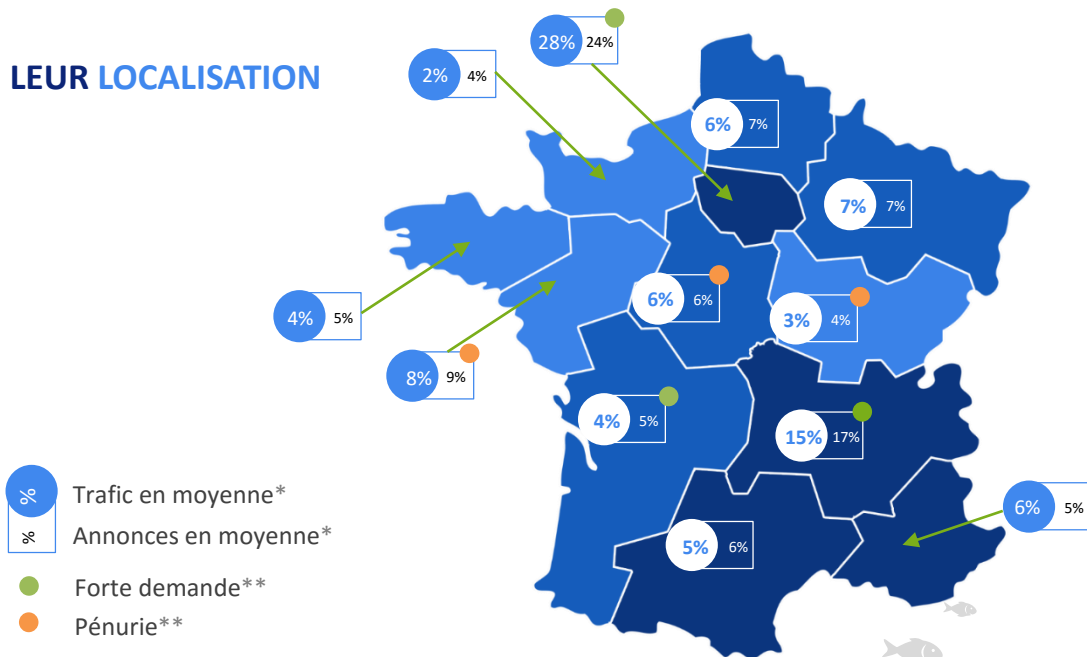 LEUR LOCALISATION
28% 24%
2% 4%
6% 7%
7% 7%
6% 6%
3% 4%
4% 5%
8% 9%
4% 5%
15% 17%
6% 5%
5% 6%
% Trafic en moyenne*
% Annonces en moyenne*
Forte demande**
Pénurie**